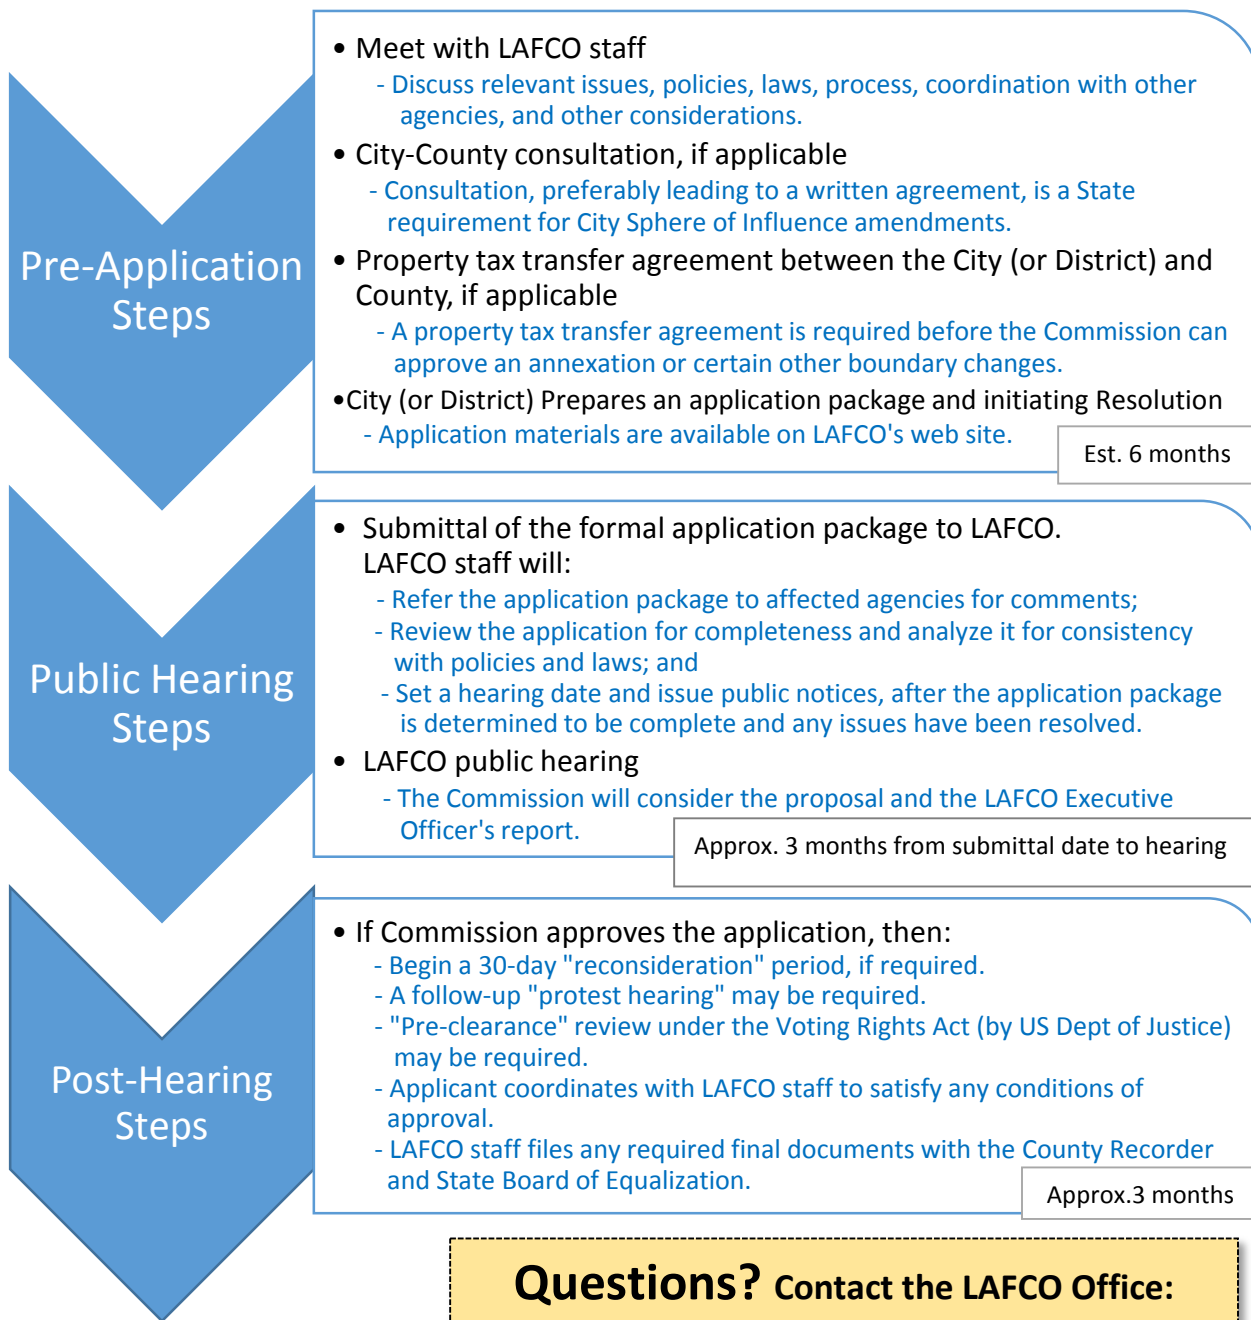 • Meet with LAFCO staff
- Discuss relevant issues, policies, laws, process, coordination with other
agencies, and other considerations.
• City-County consultation, if applicable
- Consultation, preferably leading to a written agreement, is a State
requirement for City Sphere of Influence amendments.
Pre-Application
Steps
• Property tax transfer agreement between the City (or District) and
County, if applicable
- A property tax transfer agreement is required before the Commission can
approve an annexation or certain other boundary changes.
•City (or District) Prepares an application package and initiating Resolution
- Application materials are available on LAFCO's web site.
Est. 6 months
• Submittal of the formal application package to LAFCO.
LAFCO staff will:
- Refer the application package to affected agencies for comments;
- Review the application for completeness and analyze it for consistency
with policies and laws; and
Public Hearing
Steps
- Set a hearing date and issue public notices, after the application package
is determined to be complete and any issues have been resolved.
• LAFCO public hearing
- The Commission will consider the proposal and the LAFCO Executive
Officer's report.
Approx. 3 months from submittal date to hearing
• If Commission approves the application, then:
- Begin a 30-day "reconsideration" period, if required.
- A follow-up "protest hearing" may be required.
- "Pre-clearance" review under the Voting Rights Act (by US Dept of Justice)
may be required.
Post-Hearing
Steps
- Applicant coordinates with LAFCO staff to satisfy any conditions of
approval.
- LAFCO staff files any required final documents with the County Recorder
and State Board of Equalization.
Approx.3 months
Questions? Contact the LAFCO Office: